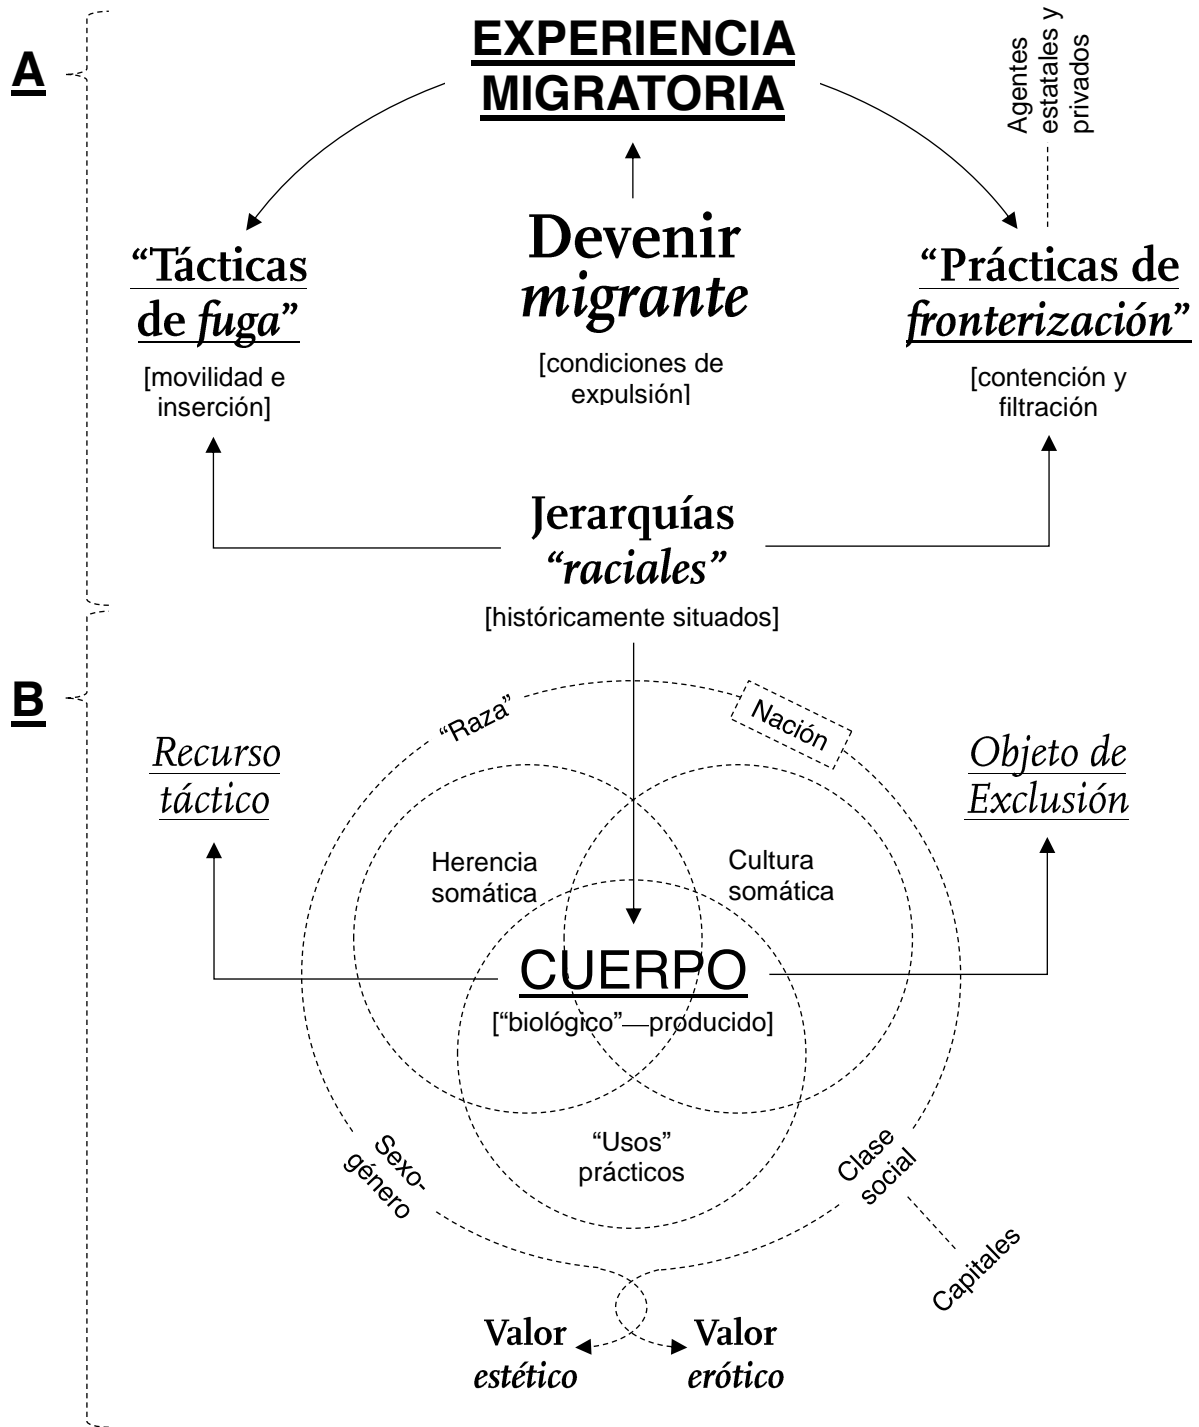 A
EXPERIENCIA
MIGRATORIA
Agentes
estatales y
privados
“Tácticas
de fuga”
[movilidad e
inserción]
Devenir
migrante
[condiciones de
expulsión]
“Prácticas de
fronterización”
[contención y
filtración
Jerarquías
“raciales”
[históricamente situados]
B
“Raza”
Nación
Recurso
táctico
Objeto de
Exclusión
Herencia
somática
Cultura
somática
CUERPO
[“biológico”—producido]
“Usos”
prácticos
Sexo-
género
Clase
social
Capitales
Valor
estético
Valor
erótico